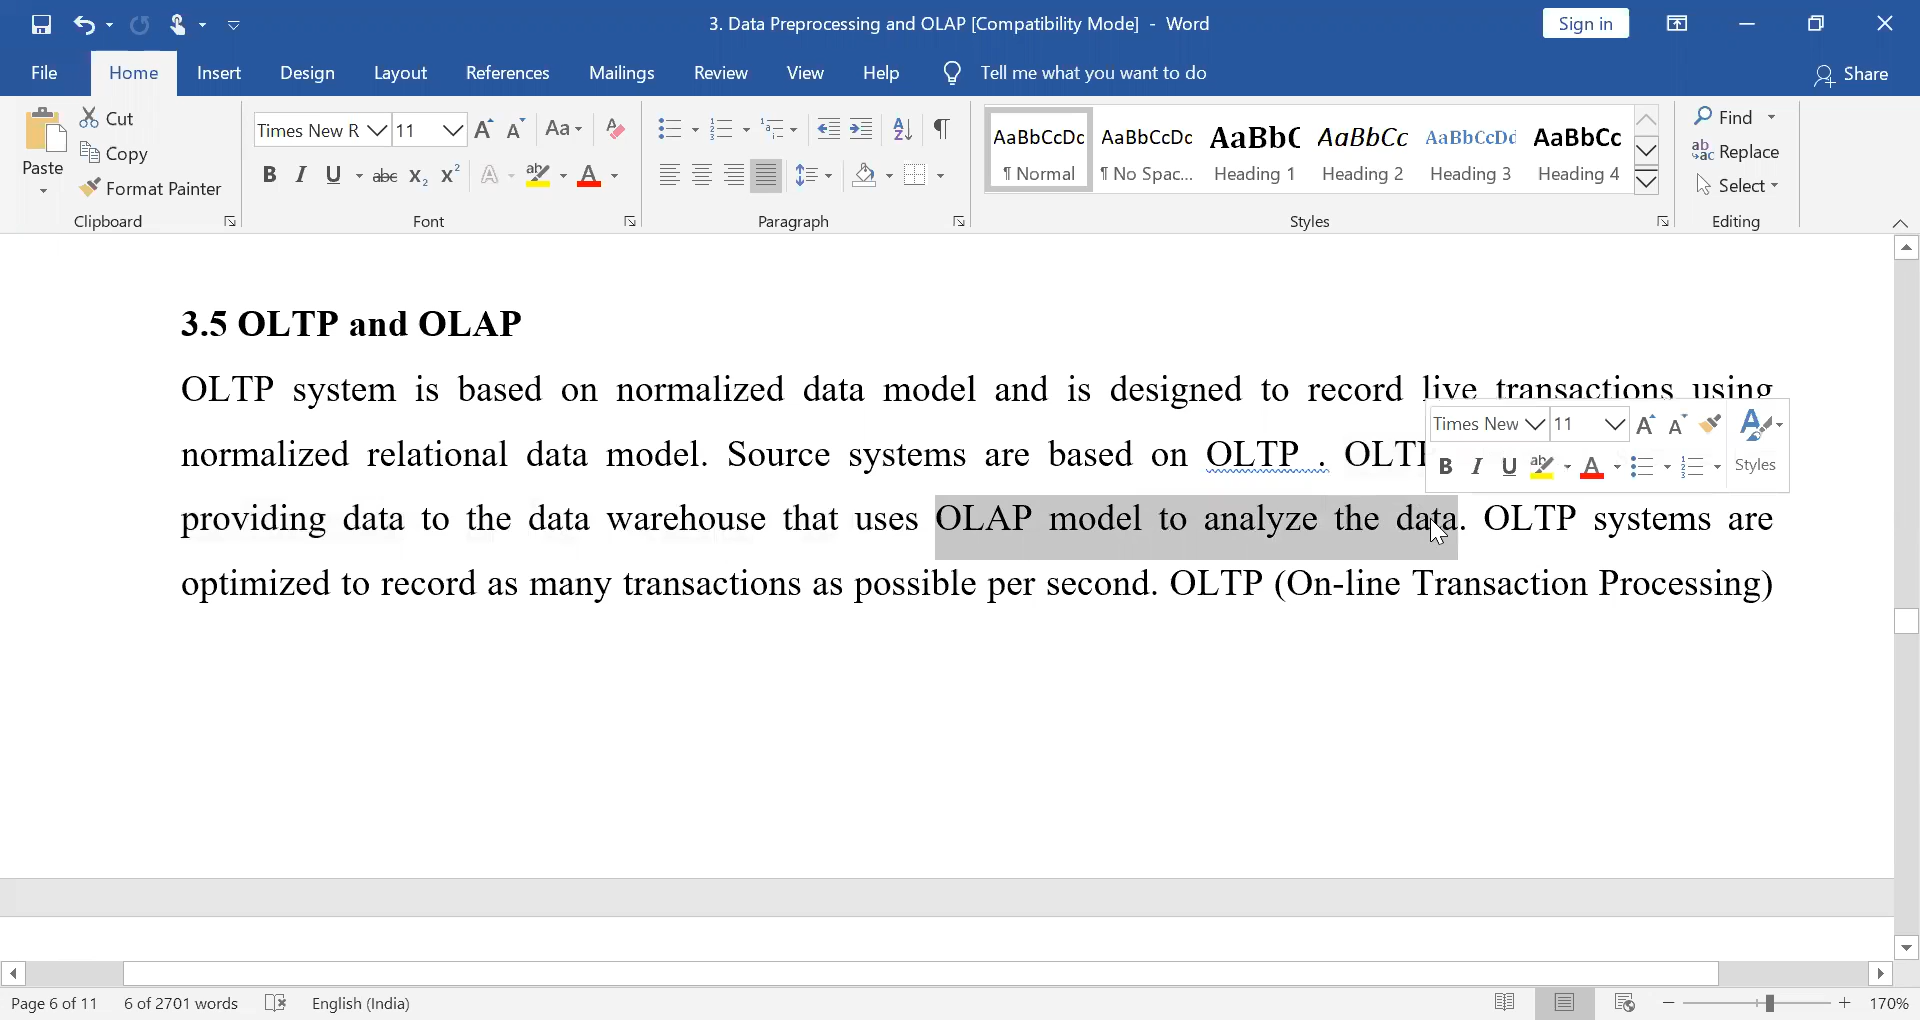 3. Data Preprocessing and OLAP [Compatibility Mode] - Word
Sign in
File Home Insert Design Layout References Mailings Review View Help Tell me what you want to do Share
Paste
Cut
Copy
Format Painter
Clipboard
Times New R 11
Font
Paragraph
AaBbCcDc AaBbCcDc AaBbC AaBbCc AaBbCcDd AaBbCc
¶ Normal ¶ No Spac... Heading 1 Heading 2 Heading 3 Heading 4
Styles
Find
Replace
Select
Editing
3.5 OLTP and OLAP
OLTP system is based on normalized data model and is designed to record live transactions using
normalized relational data model. Source systems are based on OLTP .
Times New 11
Styles
providing data to the data warehouse that uses OLAP model to analyze the data. OLTP systems are
optimized to record as many transactions as possible per second. OLTP (On-line Transaction Processing)
Page 6 of 11 6 of 2701 words English (India) 170%